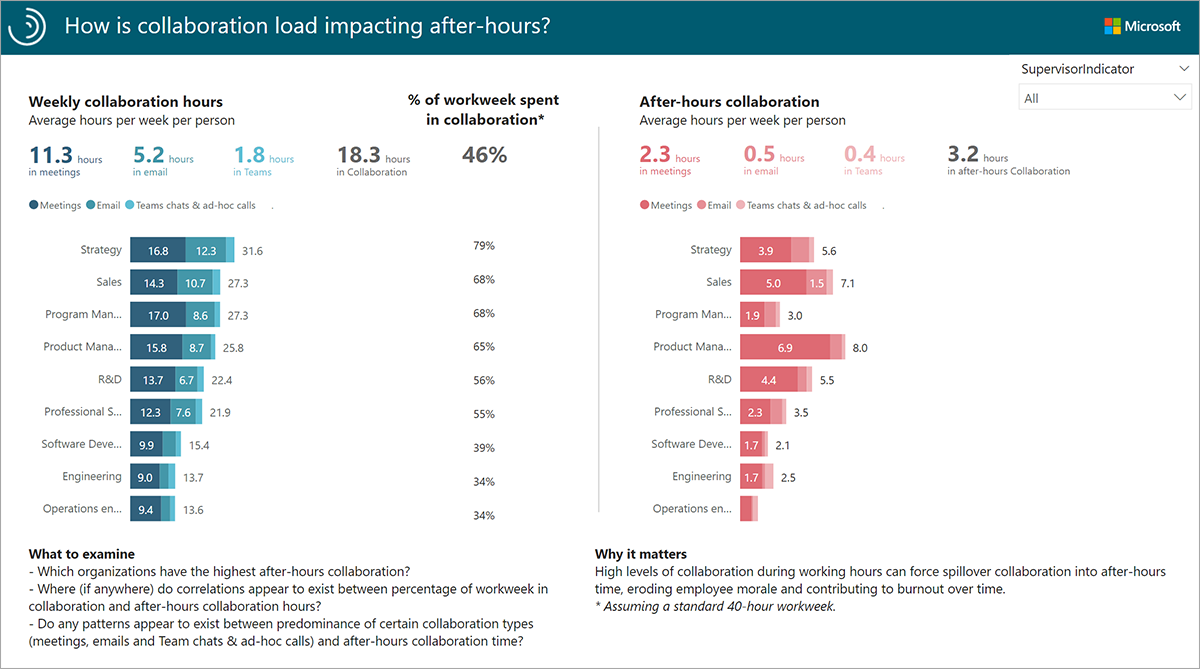 How is collaboration load impacting after-hours?
Microsoft
SupervisorIndicator
All
Weekly collaboration hours
Average hours per week per person
% of workweek spent
in collaboration*
11.3 hours
in meetings
5.2 hours
in email
1.8 hours
in Teams
18.3 hours
in Collaboration
46%
Meetings Email Teams chats & ad-hoc calls .
Strategy 16.8 12.3 31.6 79%
Sales 14.3 10.7 27.3 68%
Program Man... 17.0 8.6 27.3 68%
Product Mana... 15.8 8.7 25.8 65%
R&D 13.7 6.7 22.4 56%
Professional S... 12.3 7.6 21.9 55%
Software Deve... 9.9 15.4 39%
Engineering 9.0 13.7 34%
Operations en... 9.4 13.6 34%
After-hours collaboration
Average hours per week per person
2.3 hours
in meetings
0.5 hours
in email
0.4 hours
in Teams
3.2 hours
in after-hours Collaboration
Meetings Email Teams chats & ad-hoc calls .
Strategy 3.9 5.6
Sales 5.0 1.5 7.1
Program Man... 1.9 3.0
Product Mana... 6.9 8.0
R&D 4.4 5.5
Professional S... 2.3 3.5
Software Deve... 1.7 2.1
Engineering 1.7 2.5
Operations en...
What to examine
- Which organizations have the highest after-hours collaboration?
- Where (if anywhere) do correlations appear to exist between percentage of workweek in
collaboration and after-hours collaboration hours?
- Do any patterns appear to exist between predominance of certain collaboration types
(meetings, emails and Team chats & ad-hoc calls) and after-hours collaboration time?
Why it matters
High levels of collaboration during working hours can force spillover collaboration into after-hours
time, eroding employee morale and contributing to burnout over time.
* Assuming a standard 40-hour workweek.